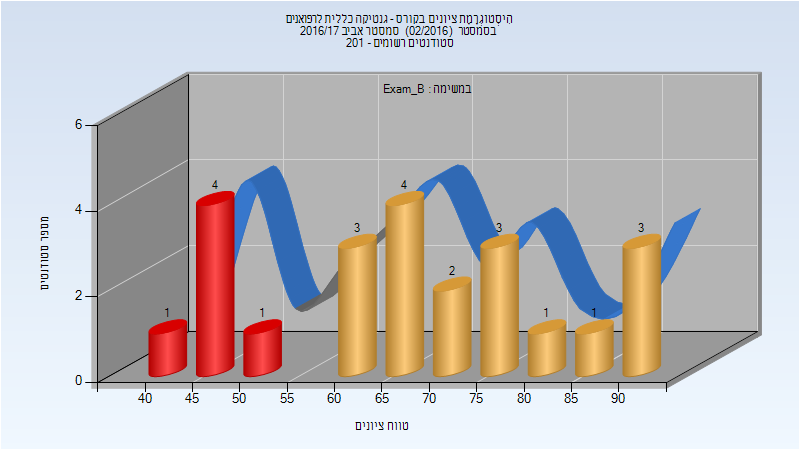 היסטוגרמת ציונים בקורס - גנטיקה כללית לרפואנים
בסמסטר (02/2016) סמסטר אביב 2016/17
סטודנטים רשומים - 201
במשימה : Exam_B
מספר סטודנטים
6
4
2
0
1
4
1
3
4
2
3
1
1
3
40 45 50 55 60 65 70 75 80 85 90
טווח ציונים